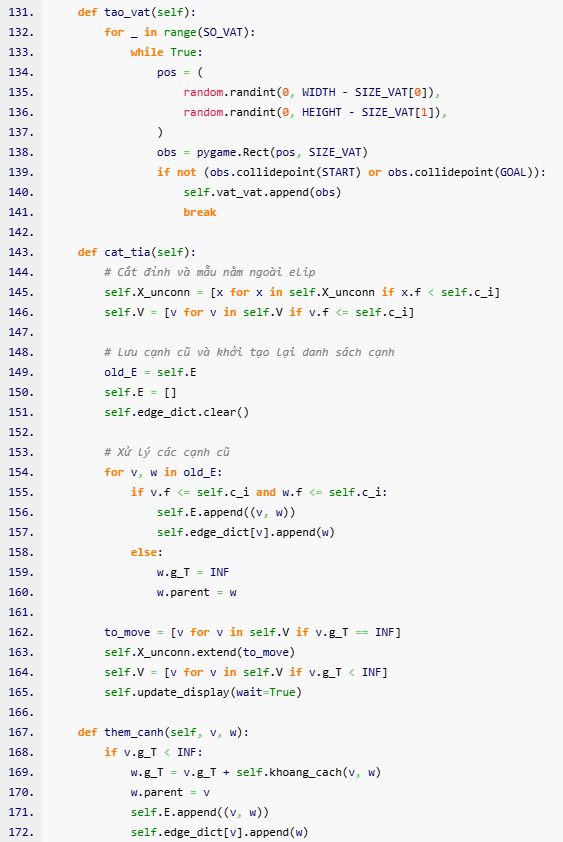 131.     def tao_vat(self):
132.         for _ in range(SO_VAT):
133.             while True:
134.                 pos = (
135.                     random.randint(0, WIDTH - SIZE_VAT[0]),
136.                     random.randint(0, HEIGHT - SIZE_VAT[1]),
137.                 )
138.                 obs = pygame.Rect(pos, SIZE_VAT)
139.                 if not (obs.collidepoint(START) or obs.collidepoint(GOAL)):
140.                     self.vat_vat.append(obs)
141.                     break
142.
143.     def cat_tia(self):
144.         # Cắt đỉnh và mẫu nằm ngoài elip
145.         self.X_unconn = [x for x in self.X_unconn if x.f < self.c_i]
146.         self.V = [v for v in self.V if v.f <= self.c_i]
147.
148.         # Lưu cạnh cũ và khởi tạo lại danh sách cạnh
149.         old_E = self.E
150.         self.E = []
151.         self.edge_dict.clear()
152.
153.         # Xử lý các cạnh cũ
154.         for v, w in old_E:
155.             if v.f <= self.c_i and w.f <= self.c_i:
156.                 self.E.append((v, w))
157.                 self.edge_dict[v].append(w)
158.             else:
159.                 w.g_T = INF
160.                 w.parent = w
161.
162.         to_move = [v for v in self.V if v.g_T == INF]
163.         self.X_unconn.extend(to_move)
164.         self.V = [v for v in self.V if v.g_T < INF]
165.         self.update_display(wait=True)
166.
167.     def them_canh(self, v, w):
168.         if v.g_T < INF:
169.             w.g_T = v.g_T + self.khoang_cach(v, w)
170.             w.parent = v
171.             self.E.append((v, w))
172.             self.edge_dict[v].append(w)